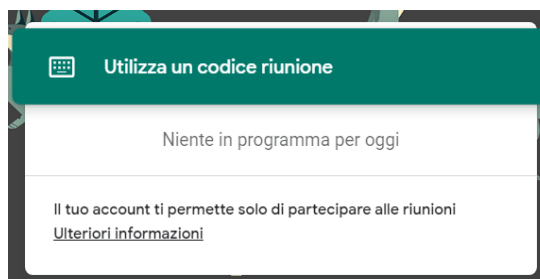 Utilizza un codice riunione
Niente in programma per oggi
Il tuo account ti permette solo di partecipare alle riunioni
Ulteriori informazioni